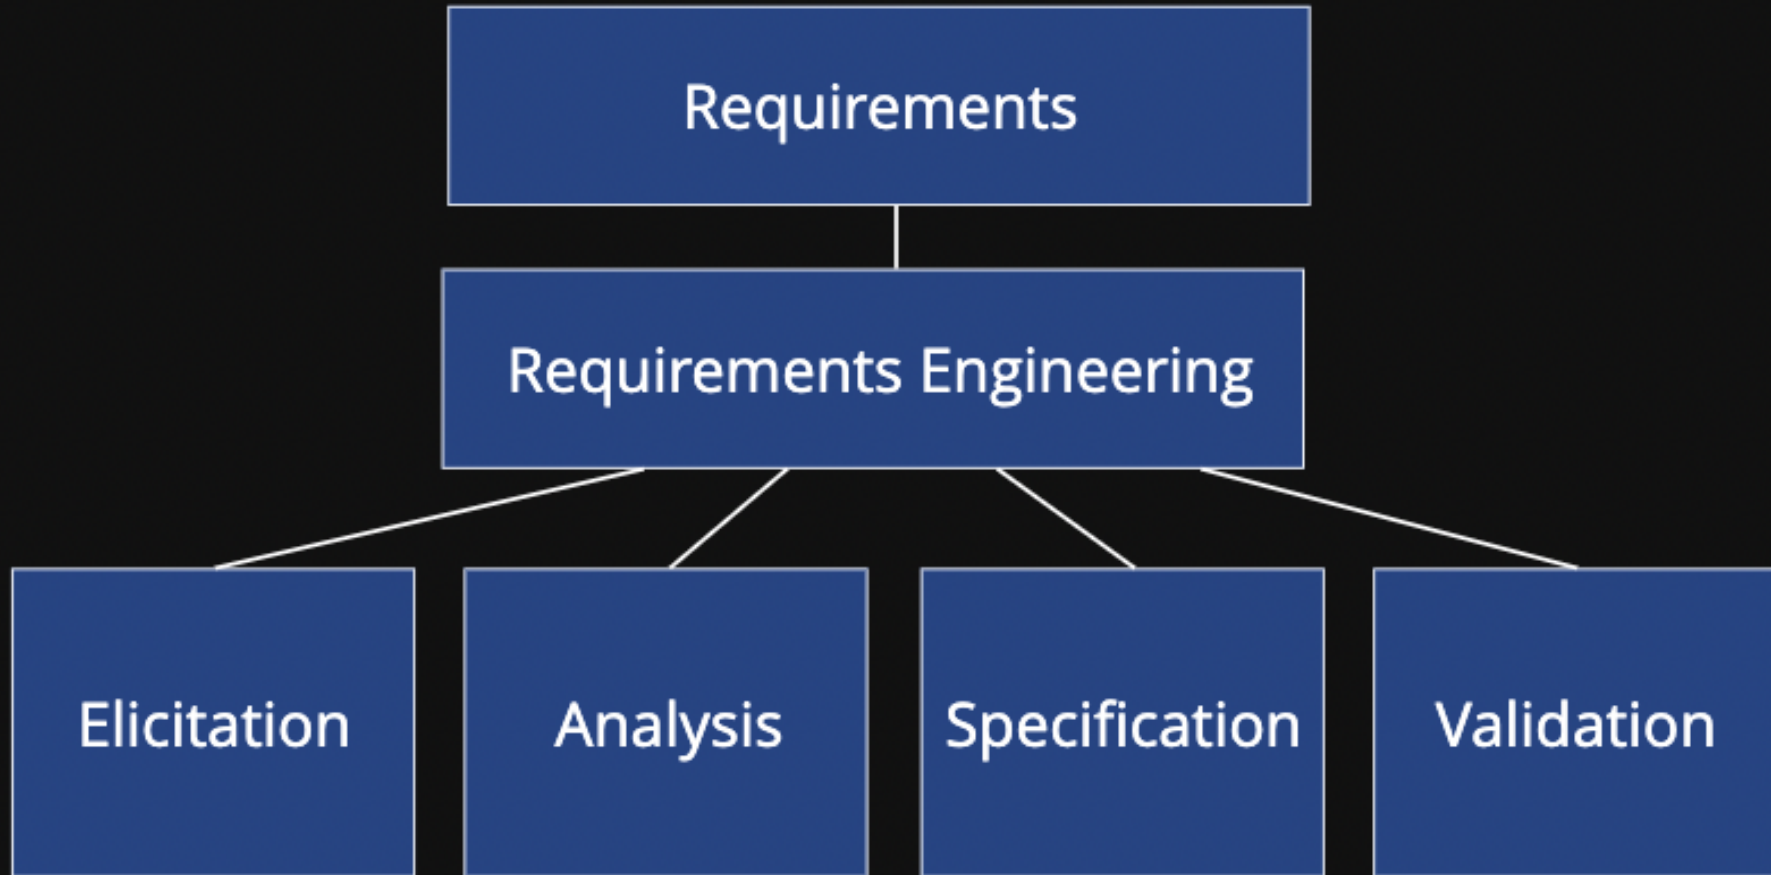 Requirements
Requirements Engineering
Elicitation
Analysis
Specification
Validation